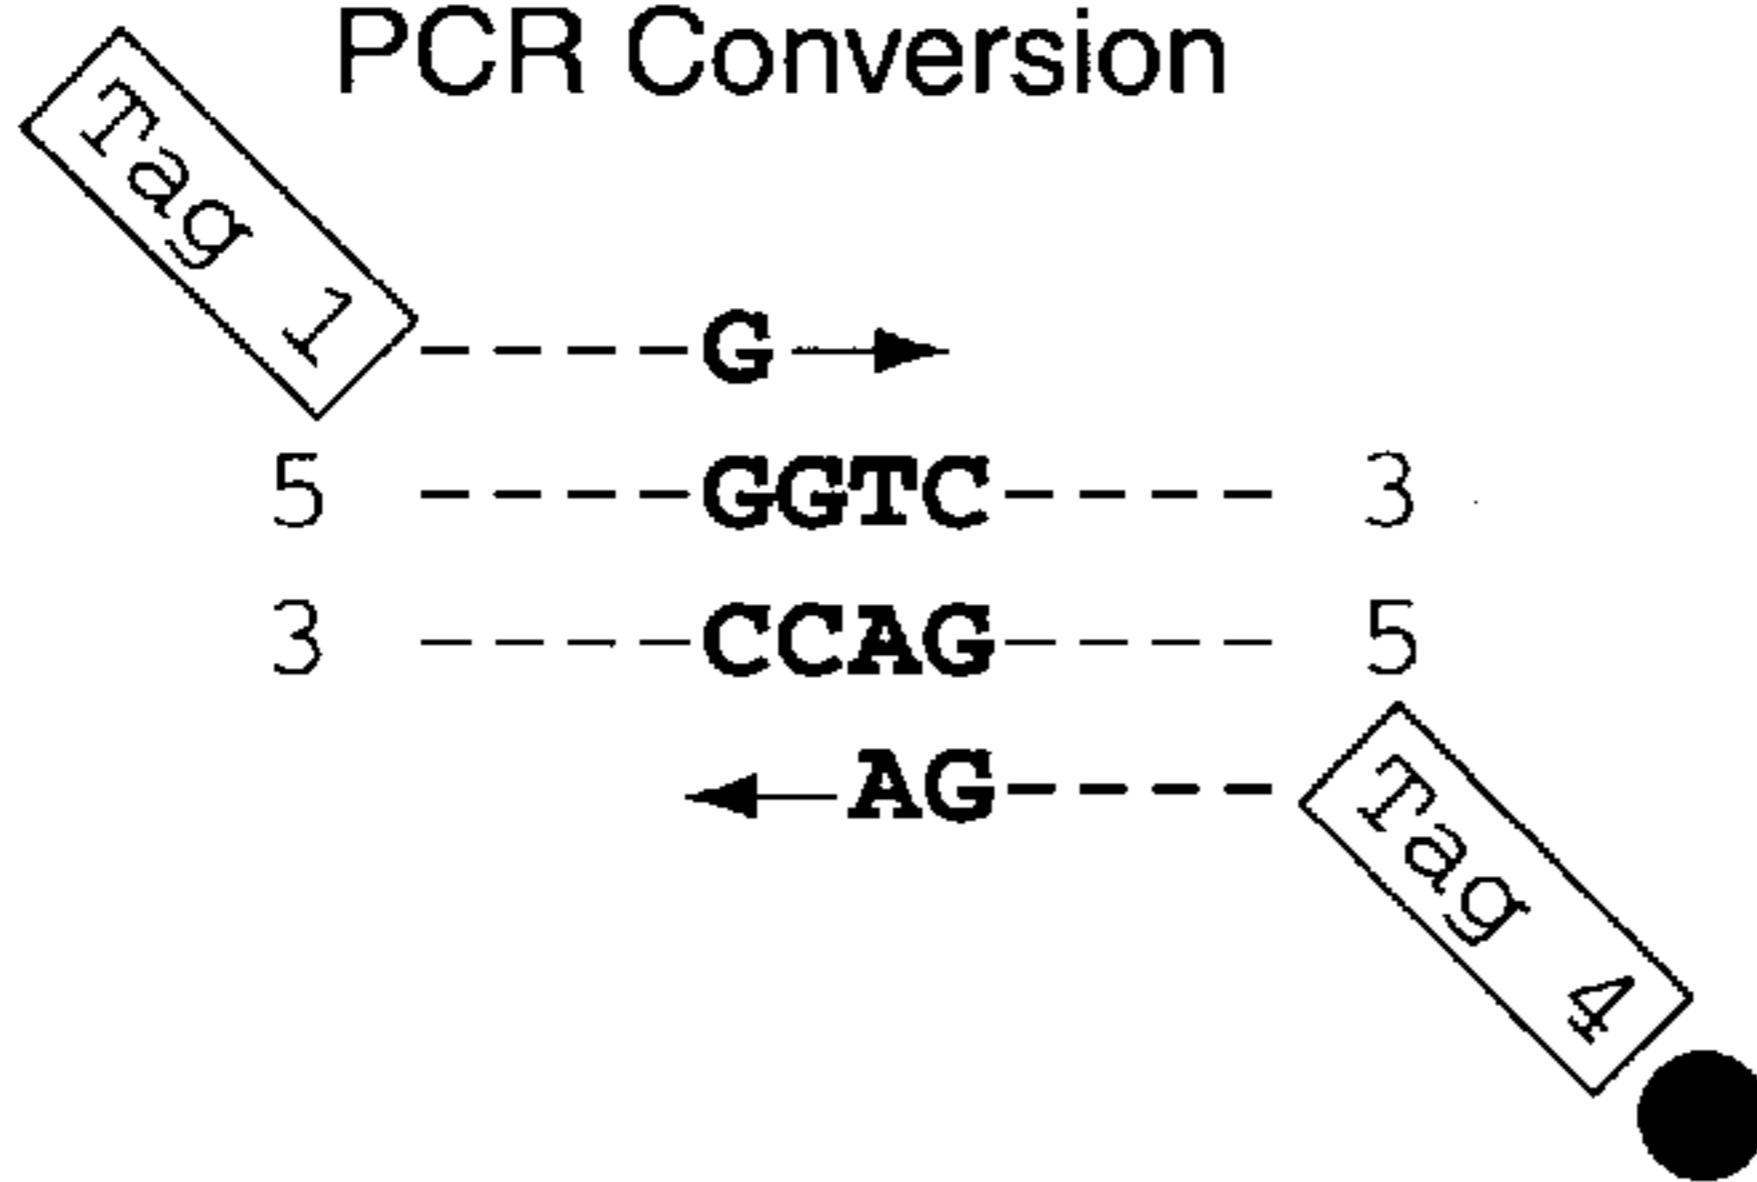 PCR Conversion
Tag 1
----G
5 ----GGTC---- 3
3 ----CCAG---- 5
AG----
Tag 4